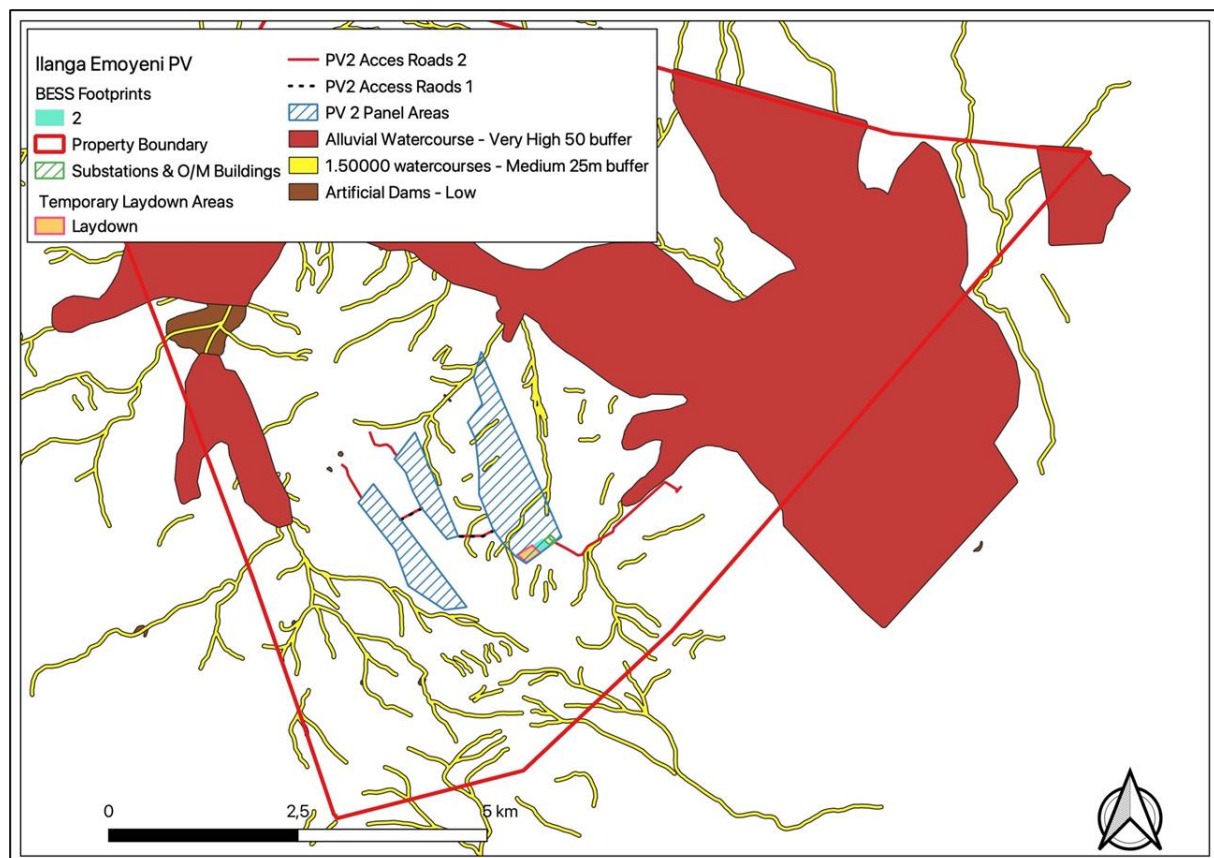 Ilanga Emoyeni PV
BESS Footprints
2
Property Boundary
Substations & O/M Buildings
Temporary Laydown Areas
Laydown
PV2 Acces Roads 2
PV2 Access Raods 1
PV 2 Panel Areas
Alluvial Watercourse - Very High 50 buffer
1.50000 watercourses - Medium 25m buffer
Artificial Dams - Low
0 2,5 5 km